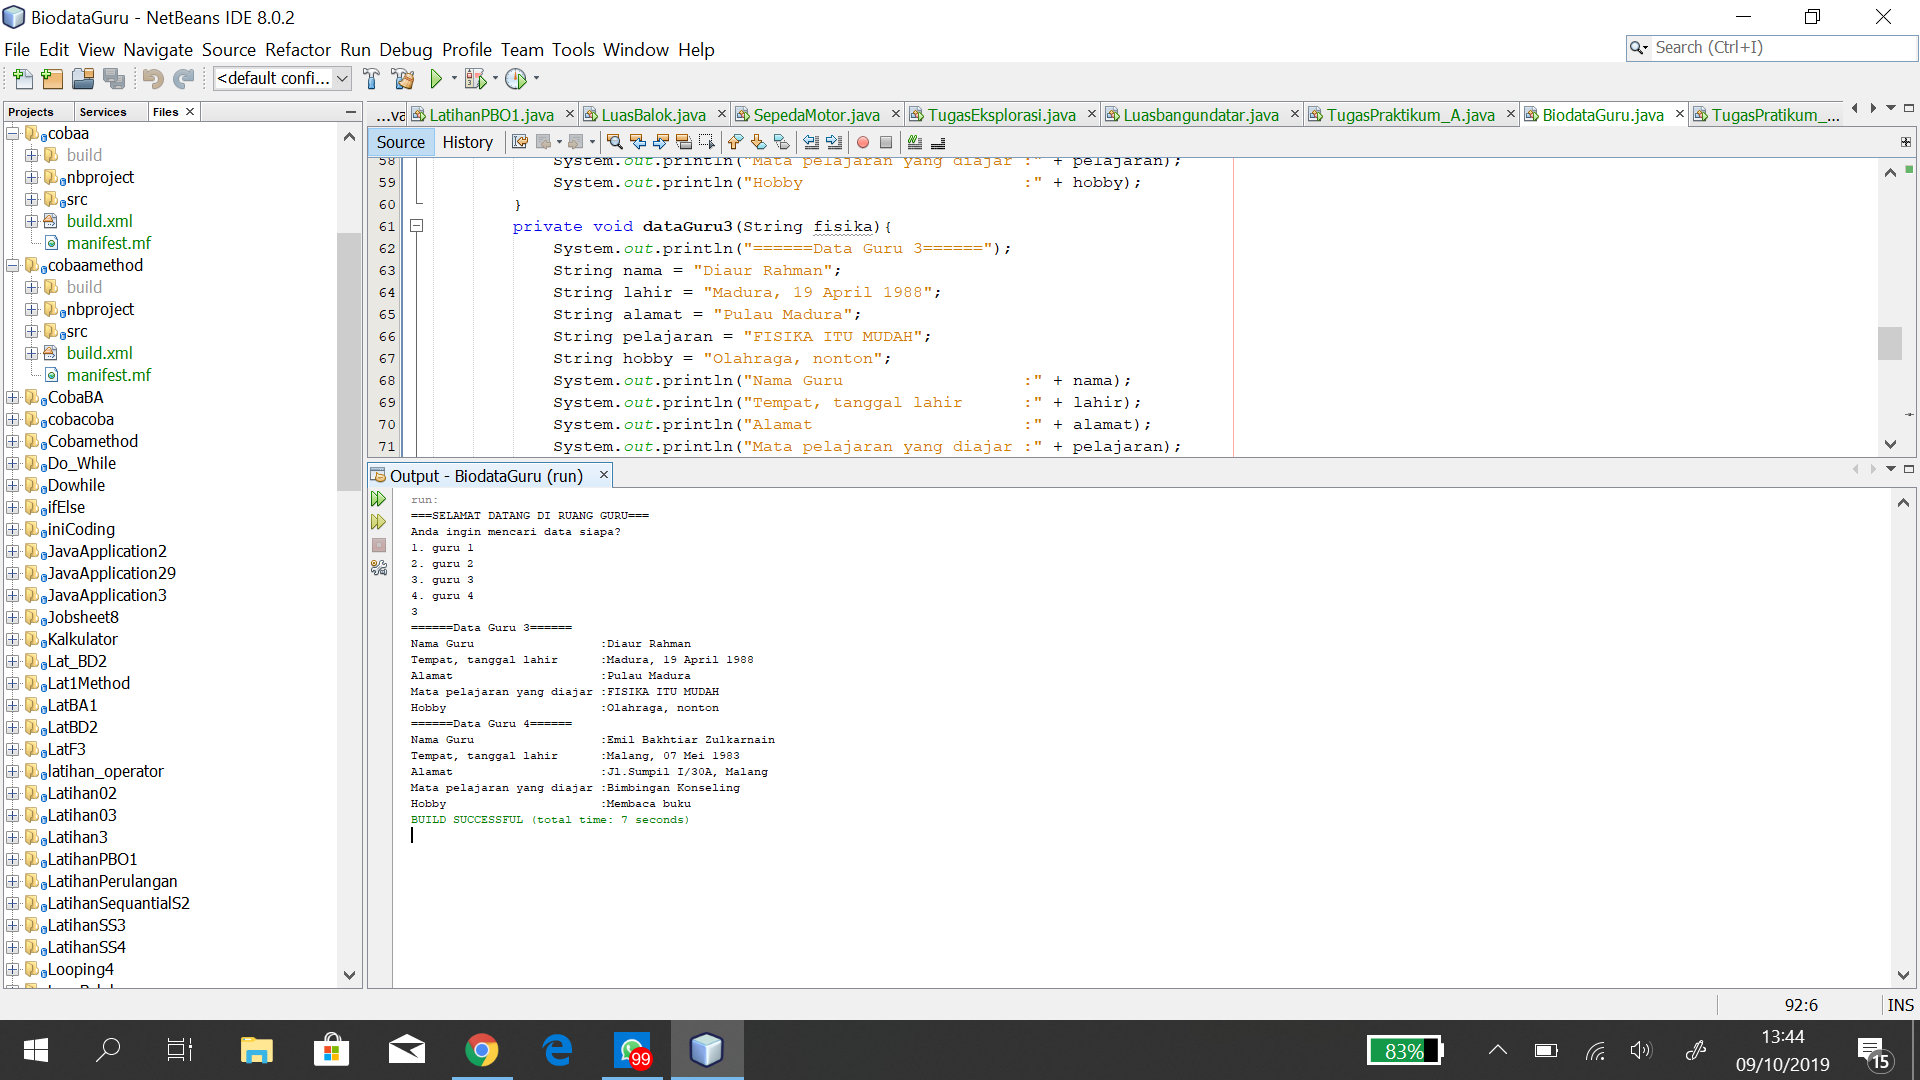 BiodataGuru - NetBeans IDE 8.0.2
File Edit View Navigate Source Refactor Run Debug Profile Team Tools Window Help
Search (Ctrl+I)
<default confi...
Projects Services Files
cobaa
build
nbproject
src
build.xml
manifest.mf
cobaamethod
build
nbproject
src
build.xml
manifest.mf
CobaBA
cobacoba
Cobamethod
Do_While
Dowhile
ifElse
iniCoding
JavaApplication2
JavaApplication29
JavaApplication3
Jobsheet8
Kalkulator
Lat_BD2
Lat1Method
LatBA1
LatBD2
LatF3
latihan_operator
Latihan02
Latihan03
Latihan3
LatihanPBO1
LatihanPerulangan
LatihanSequantialS2
LatihanSS3
LatihanSS4
Looping4
...va LatihanPBO1.java LuasBalok.java SepedaMotor.java TugasEksplorasi.java Luasbangundatar.java TugasPraktikum_A.java BiodataGuru.java TugasPratikum_...
Source History
58 System.out.println("Mata pelajaran yang diajar :" + pelajaran);
59 System.out.println("Hobby                      :" + hobby);
60 }
61 private void dataGuru3(String fisika){
62 System.out.println("======Data Guru 3======");
63 String nama = "Diaur Rahman";
64 String lahir = "Madura, 19 April 1988";
65 String alamat = "Pulau Madura";
66 String pelajaran = "FISIKA ITU MUDAH";
67 String hobby = "Olahraga, nonton";
68 System.out.println("Nama Guru                  :" + nama);
69 System.out.println("Tempat, tanggal lahir      :" + lahir);
70 System.out.println("Alamat                     :" + alamat);
71 System.out.println("Mata pelajaran yang diajar :" + pelajaran);
Output - BiodataGuru (run)
run:
===SELAMAT DATANG DI RUANG GURU===
Anda ingin mencari data siapa?
1. guru 1
2. guru 2
3. guru 3
4. guru 4
3
======Data Guru 3======
Nama Guru                  :Diaur Rahman
Tempat, tanggal lahir      :Madura, 19 April 1988
Alamat                     :Pulau Madura
Mata pelajaran yang diajar :FISIKA ITU MUDAH
Hobby                      :Olahraga, nonton
======Data Guru 4======
Nama Guru                  :Emil Bakhtiar Zulkarnain
Tempat, tanggal lahir      :Malang, 07 Mei 1983
Alamat                     :Jl.Sumpil I/30A, Malang
Mata pelajaran yang diajar :Bimbingan Konseling
Hobby                      :Membaca buku
BUILD SUCCESSFUL (total time: 7 seconds)
92:6 INS
99
83%
13:44
09/10/2019
15